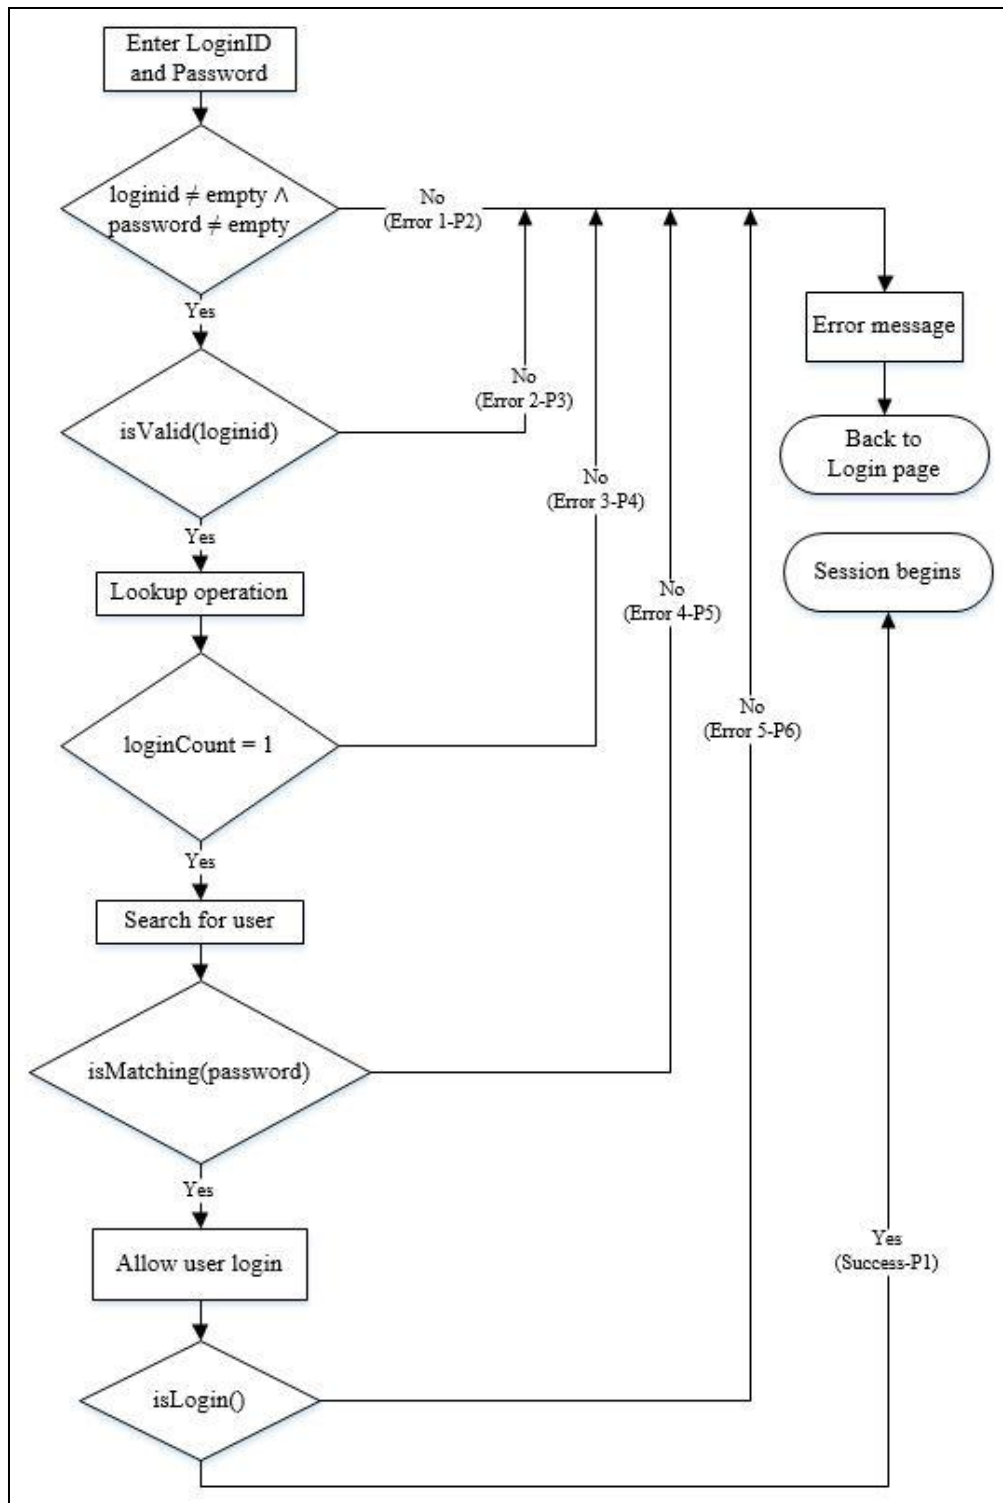 Enter LoginID
and Password
loginid ≠ empty ∧
password ≠ empty
No
(Error 1-P2)
Yes
Error message
isValid(loginid)
No
(Error 2-P3)
Back to
Login page
No
(Error 3-P4)
Yes
Session begins
Lookup operation
No
(Error 4-P5)
loginCount = 1
No
(Error 5-P6)
Yes
Search for user
isMatching(password)
Yes
Allow user login
Yes
(Success-P1)
isLogin()